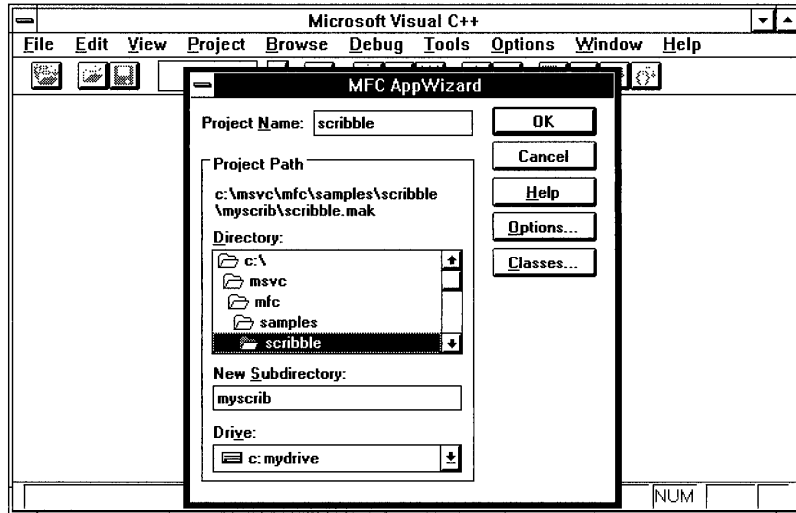 Microsoft Visual C++
File Edit View Project Browse Debug Tools Options Window Help
MFC AppWizard
Project Name: scribble
OK
Project Path
Cancel
c:\msvc\mfc\samples\scribble
\myscrib\scribble.mak
Help
Options...
Directory:
Classes...
c:\
msvc
mfc
samples
scribble
New Subdirectory:
myscrib
Drive:
c: mydrive
NUM